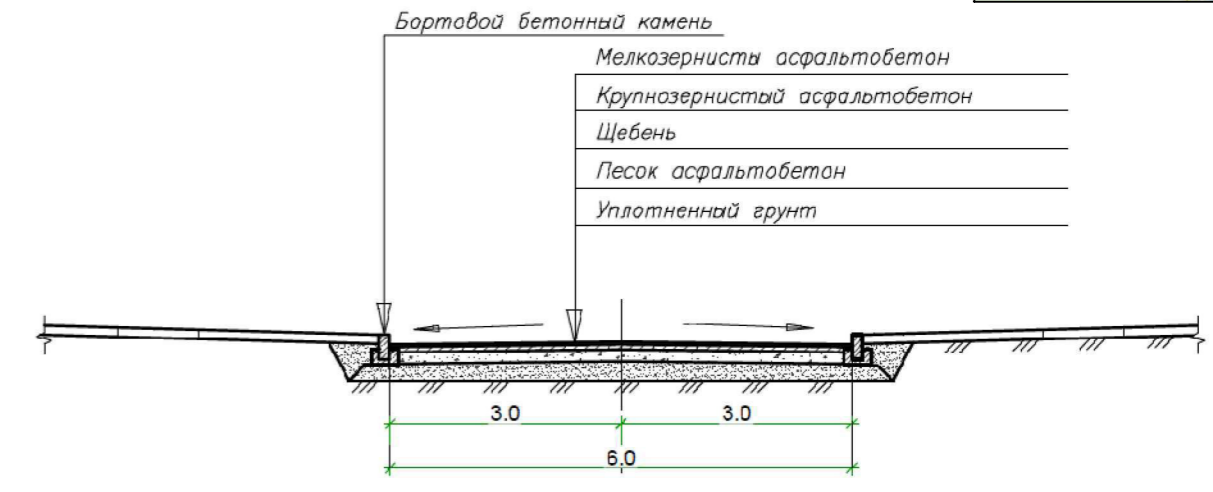 Бортовой бетонный камень
Мелкозернисты асфальтобетон
Крупнозернистый асфальтобетон
Щебень
Песок асфальтобетон
Уплотненный грунт
3.0 3.0
6.0